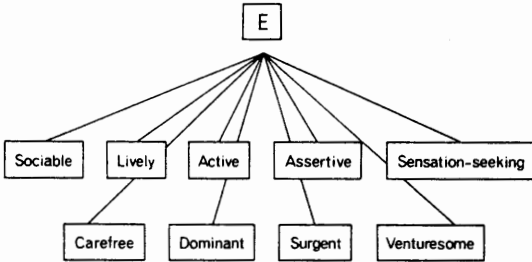 E
Sociable Lively Active Assertive Sensation-seeking
Carefree Dominant Surgent Venturesome